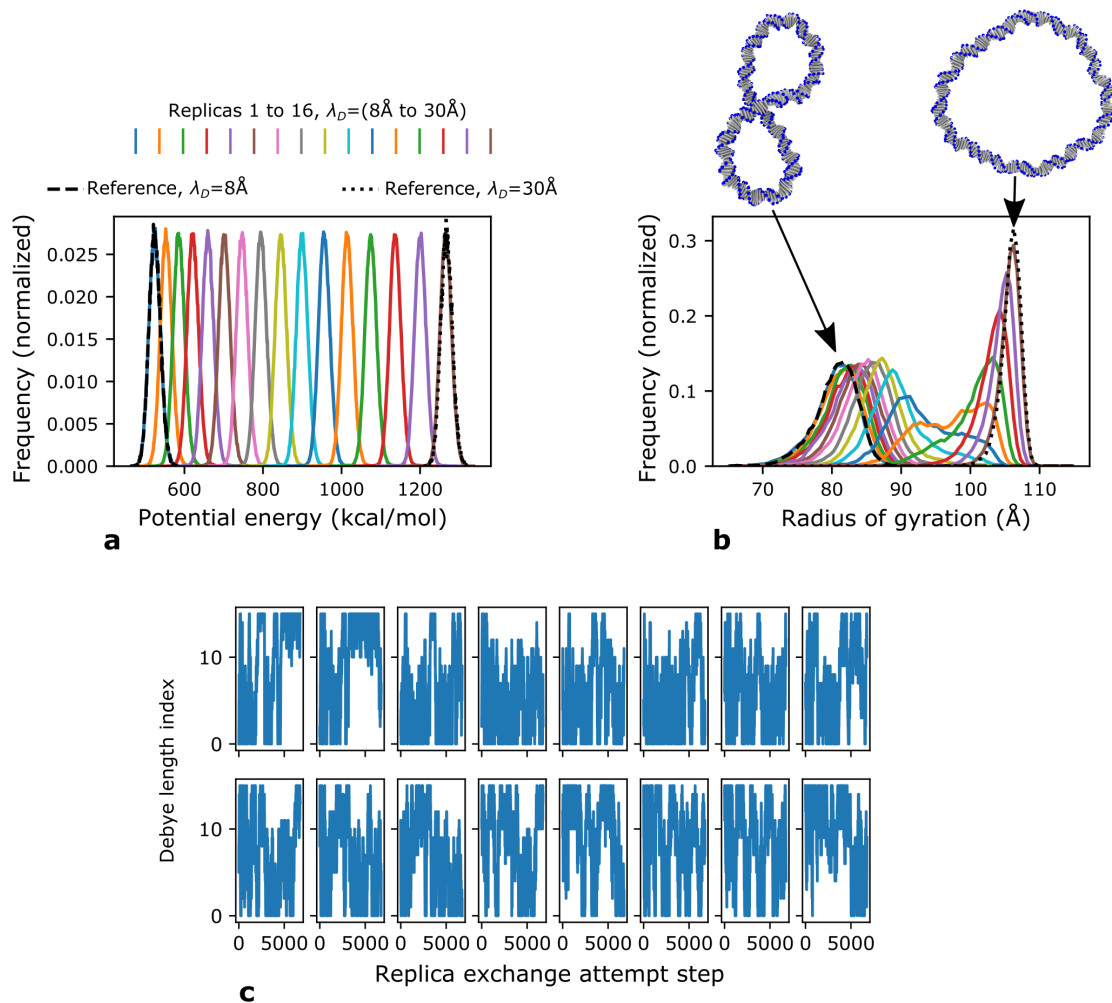 Replicas 1 to 16, λD=(8Å to 30Å)
Reference, λD=8Å
Reference, λD=30Å
Frequency (normalized)
0.025
0.020
0.015
0.010
0.005
0.000
600 800 1000 1200
Potential energy (kcal/mol)
a
Frequency (normalized)
0.3
0.2
0.1
0.0
70 80 90 100 110
Radius of gyration (Å)
b
Debye length index
10
0
10
0
0 5000 0 5000 0 5000 0 5000 0 5000 0 5000 0 5000 0 5000
Replica exchange attempt step
c